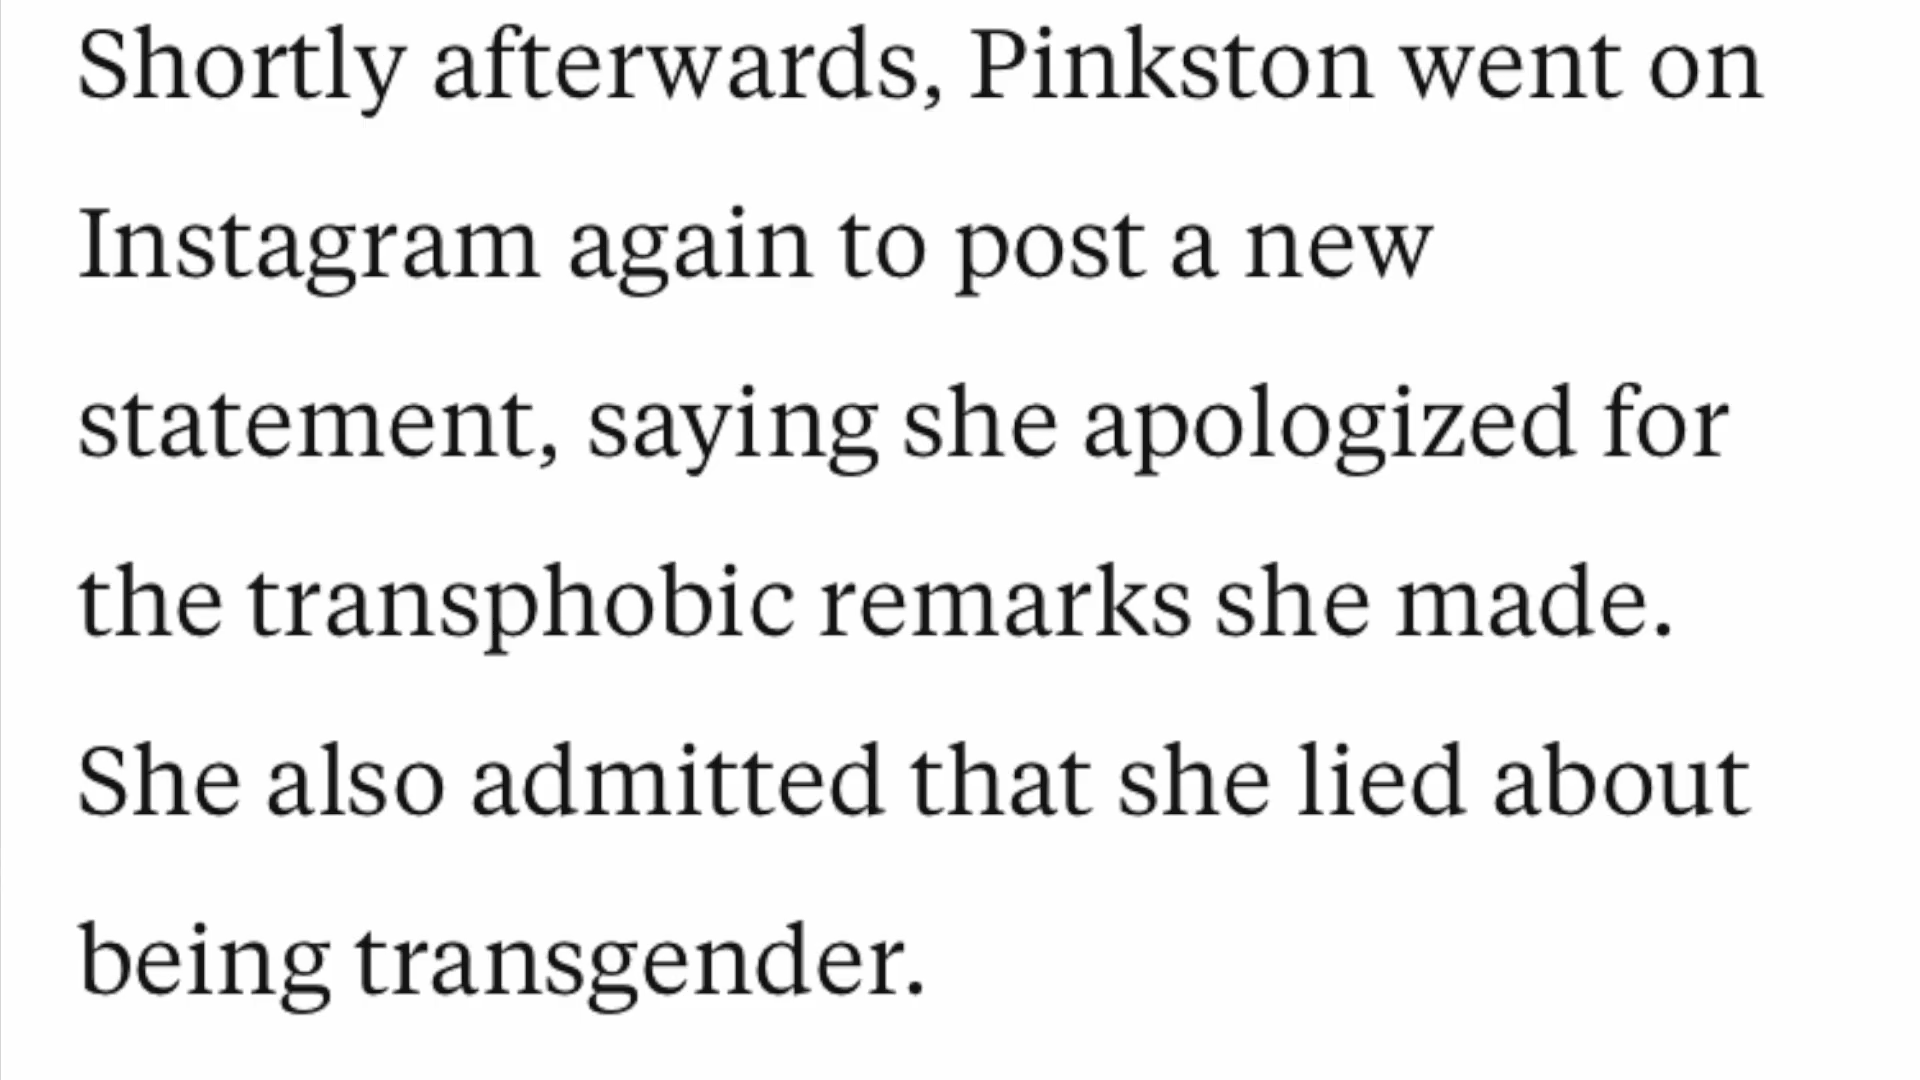 Shortly afterwards, Pinkston went on
Instagram again to post a new
statement, saying she apologized for
the transphobic remarks she made.
She also admitted that she lied about
being transgender.